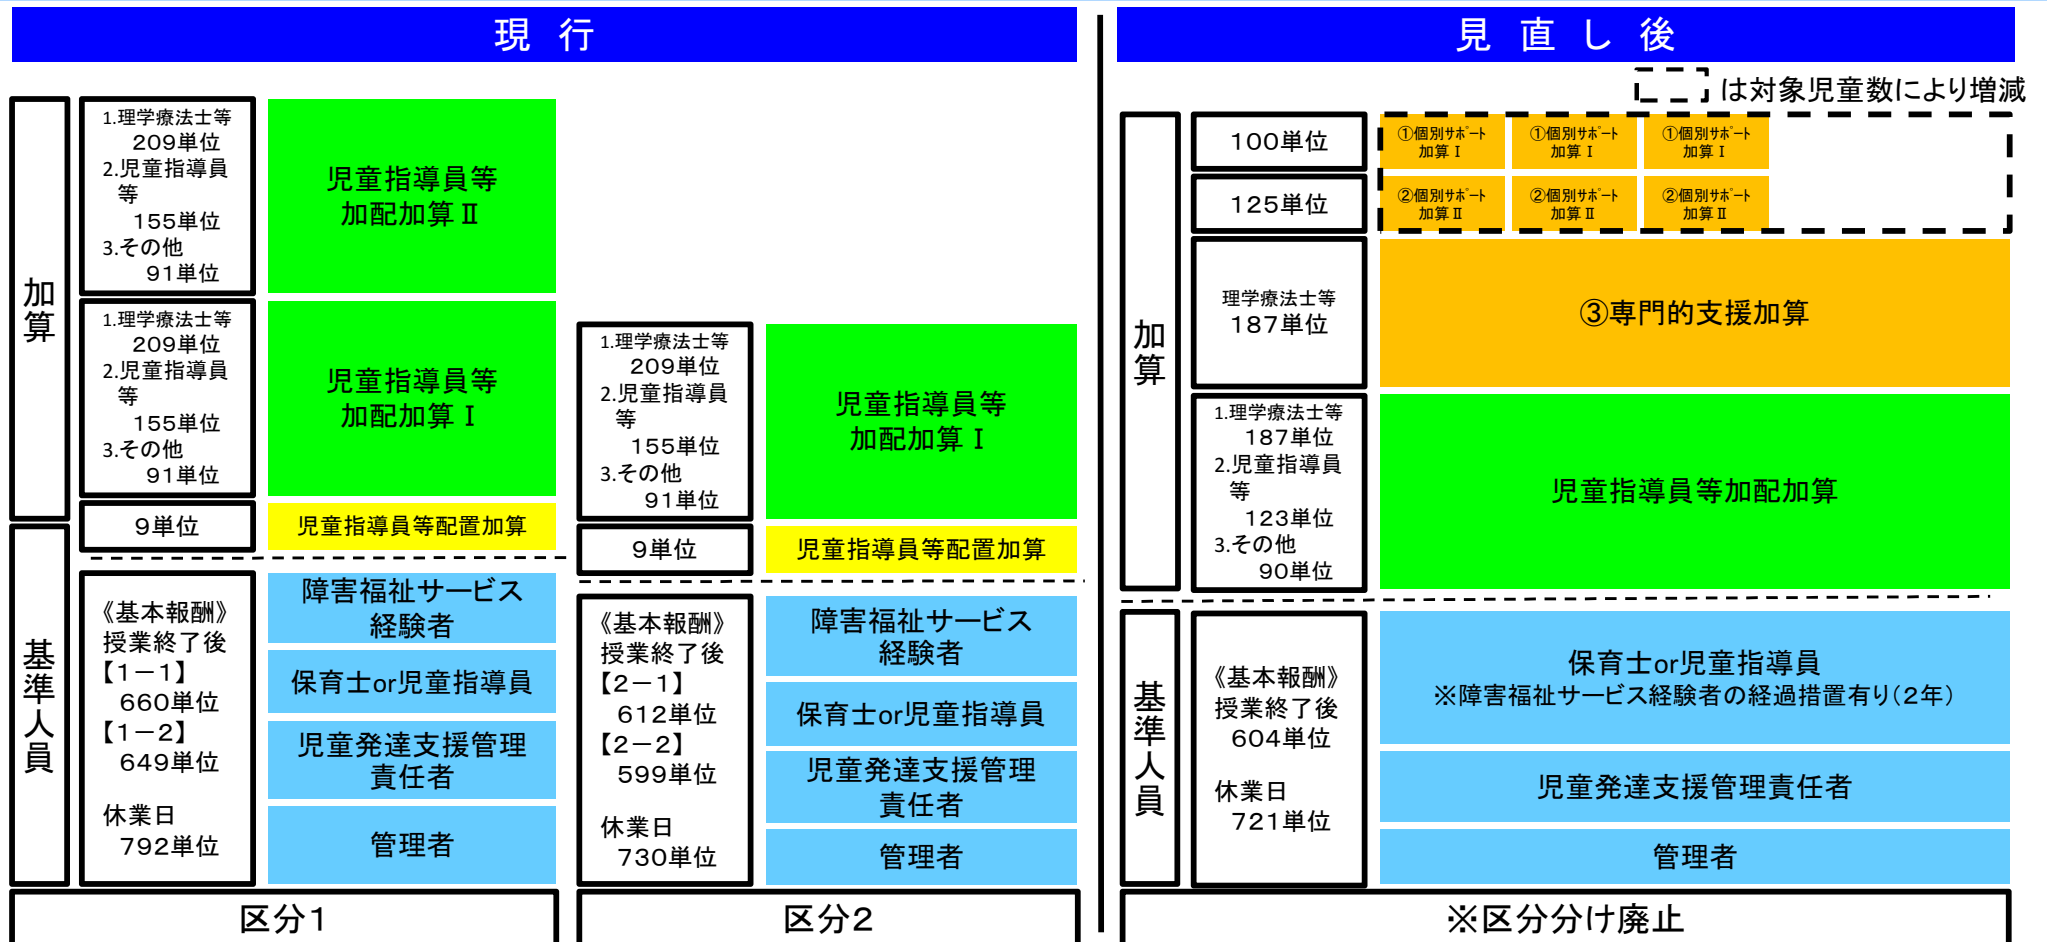 現 行
加算
1.理学療法士等
209単位
2.児童指導員
等
155単位
3.その他
91単位
児童指導員等
加配加算Ⅱ
1.理学療法士等
209単位
2.児童指導員
等
155単位
3.その他
91単位
児童指導員等
加配加算Ⅰ
9単位
児童指導員等配置加算
基準人員
《基本報酬》
授業終了後
【1－1】
660単位
【1－2】
649単位
休業日
792単位
障害福祉サービス
経験者
保育士or児童指導員
児童発達支援管理
責任者
管理者
区分1
1.理学療法士等
209単位
2.児童指導員
等
155単位
3.その他
91単位
児童指導員等
加配加算Ⅰ
9単位
児童指導員等配置加算
《基本報酬》
授業終了後
【2－1】
612単位
【2－2】
599単位
休業日
730単位
障害福祉サービス
経験者
保育士or児童指導員
児童発達支援管理
責任者
管理者
区分2
見 直 し 後
は対象児童数により増減
加算
100単位
①個別サポート
加算Ⅰ
①個別サポート
加算Ⅰ
①個別サポート
加算Ⅰ
125単位
②個別サポート
加算Ⅱ
②個別サポート
加算Ⅱ
②個別サポート
加算Ⅱ
理学療法士等
187単位
③専門的支援加算
1.理学療法士等
187単位
2.児童指導員
等
123単位
3.その他
90単位
児童指導員等加配加算
基準人員
《基本報酬》
授業終了後
604単位
休業日
721単位
保育士or児童指導員
※障害福祉サービス経験者の経過措置有り（2年）
児童発達支援管理責任者
管理者
※区分分け廃止